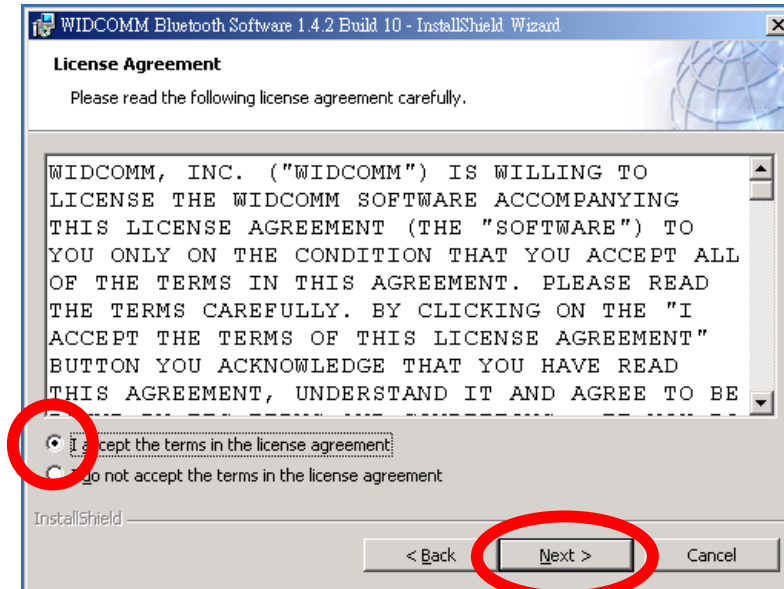 WIDCOMM Bluetooth Software 1.4.2 Build 10 - InstallShield Wizard
License Agreement
Please read the following license agreement carefully.
WIDCOMM, INC. ("WIDCOMM") IS WILLING TO
LICENSE THE WIDCOMM SOFTWARE ACCOMPANYING
THIS LICENSE AGREEMENT (THE "SOFTWARE") TO
YOU ONLY ON THE CONDITION THAT YOU ACCEPT ALL
OF THE TERMS IN THIS AGREEMENT. PLEASE READ
THE TERMS CAREFULLY. BY CLICKING ON THE "I
ACCEPT THE TERMS OF THIS LICENSE AGREEMENT"
BUTTON YOU ACKNOWLEDGE THAT YOU HAVE READ
THIS AGREEMENT, UNDERSTAND IT AND AGREE TO BE
I accept the terms in the license agreement
I do not accept the terms in the license agreement
InstallShield
< Back Next > Cancel